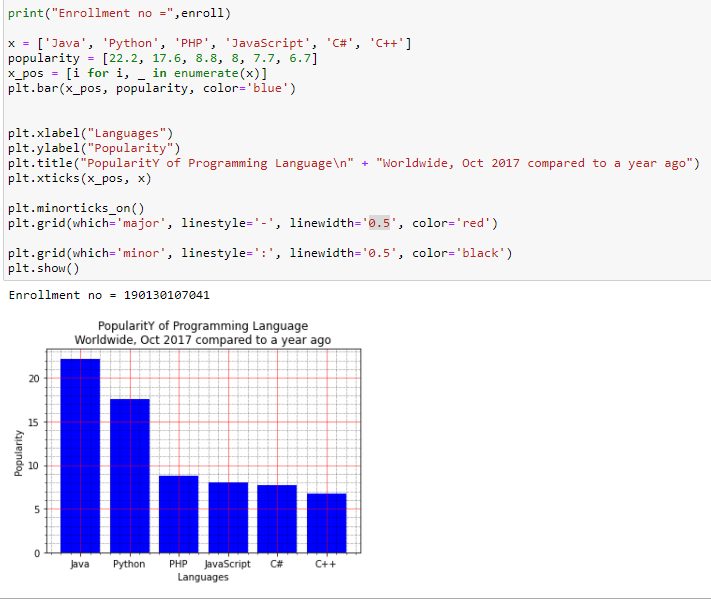 print("Enrollment no =",enroll)
x = ['Java', 'Python', 'PHP', 'JavaScript', 'C#', 'C++']
popularity = [22.2, 17.6, 8.8, 8, 7.7, 6.7]
x_pos = [i for i, _ in enumerate(x)]
plt.bar(x_pos, popularity, color='blue')
plt.xlabel("Languages")
plt.ylabel("Popularity")
plt.title("PopularitY of Programming Language\n" + "Worldwide, Oct 2017 compared to a year ago")
plt.xticks(x_pos, x)
plt.minorticks_on()
plt.grid(which='major', linestyle='-', linewidth='0.5', color='red')
plt.grid(which='minor', linestyle=':', linewidth='0.5', color='black')
plt.show()
Enrollment no = 190130107041
PopularitY of Programming Language
Worldwide, Oct 2017 compared to a year ago
Popularity
20
15
10
5
0
Java Python PHP JavaScript C# C++
Languages